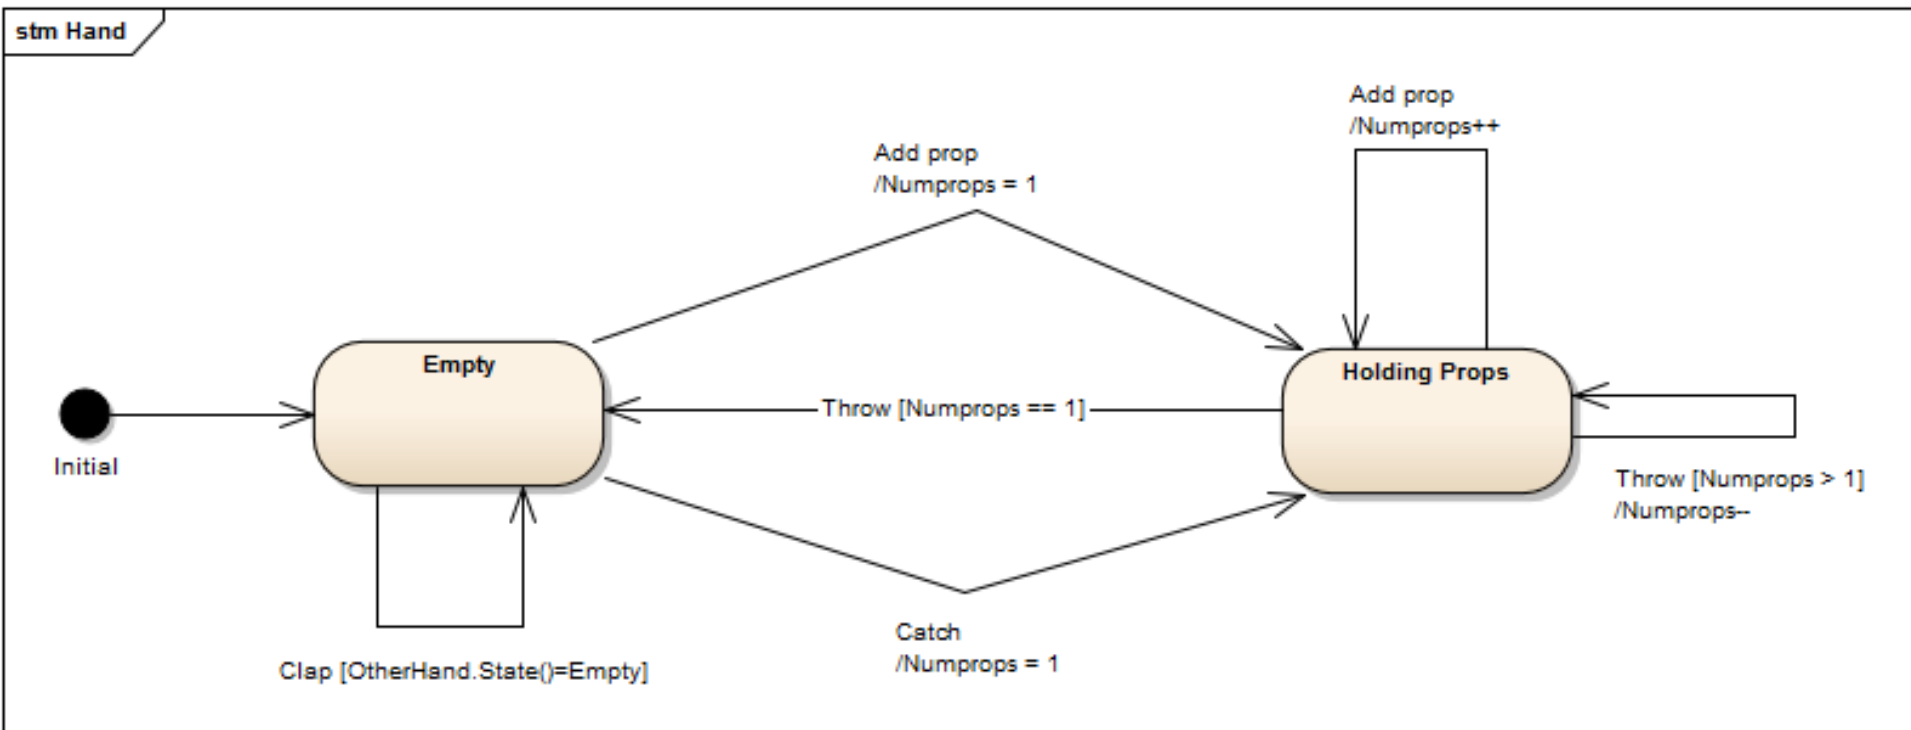 stm Hand
Add prop
/Numprops++
Add prop
/Numprops = 1
Empty
Holding Props
Throw [Numprops == 1]
Initial
Throw [Numprops > 1]
/Numprops--
Catch
/Numprops = 1
Clap [OtherHand.State()=Empty]